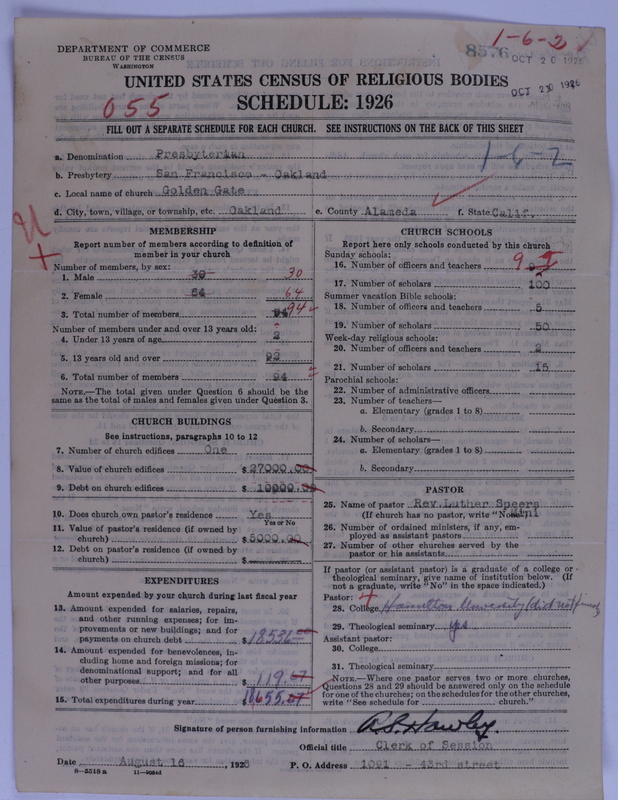 DEPARTMENT OF COMMERCE
BUREAU OF THE CENSUS
WASHINGTON
1-6-2
8576 OCT 20 1926
UNITED STATES CENSUS OF RELIGIOUS BODIES
OCT 20 1926
055
SCHEDULE: 1926
FILL OUT A SEPARATE SCHEDULE FOR EACH CHURCH. SEE INSTRUCTIONS ON THE BACK OF THIS SHEET
a. Denomination Presbyterian
1-6-2
b. Presbytery San Francisco - Oakland
c. Local name of church Golden Gate
d. City, town, village, or township, etc. Oakland e. County Alameda f. State Calif.
MEMBERSHIP
Report number of members according to definition of member in your church
Number of members, by sex:
1. Male 30 30
2. Female 64 64
3. Total number of members 94 94
Number of members under and over 13 years old:
4. Under 13 years of age 2
5. 13 years old and over 92
6. Total number of members 94
NOTE.—The total given under Question 6 should be same as the total of males and females given under Question 3.
CHURCH BUILDINGS
See instructions, paragraphs 10 to 12
7. Number of church edifices One
8. Value of church edifices $ 27000.00
9. Debt on church edifices $ 10000.00
10. Does church own pastor's residence Yes
Yes or No
11. Value of pastor's residence (if owned by church) $ 5000.00
12. Debt on pastor's residence (if owned by church) $
EXPENDITURES
Amount expended by your church during last fiscal year
13. Amount expended for salaries, repairs, and other running expenses; for improvements or new buildings; and for payments on church debt $ 18536
14. Amount expended for benevolences, including home and foreign missions; for denominational support; and for all other purposes $ 119.67
15. Total expenditures during year $ 18655.67
CHURCH SCHOOLS
Report here only schools conducted by this church
Sunday schools:
16. Number of officers and teachers 9
17. Number of scholars 100
Summer vacation Bible schools:
18. Number of officers and teachers 5
19. Number of scholars 50
Week-day religious schools:
20. Number of officers and teachers 2
21. Number of scholars 15
Parochial schools:
22. Number of administrative officers
23. Number of teachers—
a. Elementary (grades 1 to 8)
b. Secondary
24. Number of scholars—
a. Elementary (grades 1 to 8)
b. Secondary
PASTOR
25. Name of pastor Rev. Luther Speers
(If church has no pastor, write "None")
26. Number of ordained ministers, if any, employed as assistant pastors
27. Number of other churches served by the pastor or his assistants
If pastor (or assistant pastor) is a graduate of a college or theological seminary, give name of institution below. (If not a graduate, write "No" in the space indicated.)
Pastor:
28. College Hamilton University (did not finish)
29. Theological seminary yes
Assistant pastor:
30. College
31. Theological seminary
NOTE.—Where one pastor serves two or more churches, Questions 28 and 29 should be answered only on the schedule for one of the churches; on the schedules for the other churches, write "See schedule for church."
Signature of person furnishing information R. S. Hawley
Official title Clerk of Session
Date August 16, 1926 P. O. Address 1091 - 43rd street
8-5518 a 11-9034d